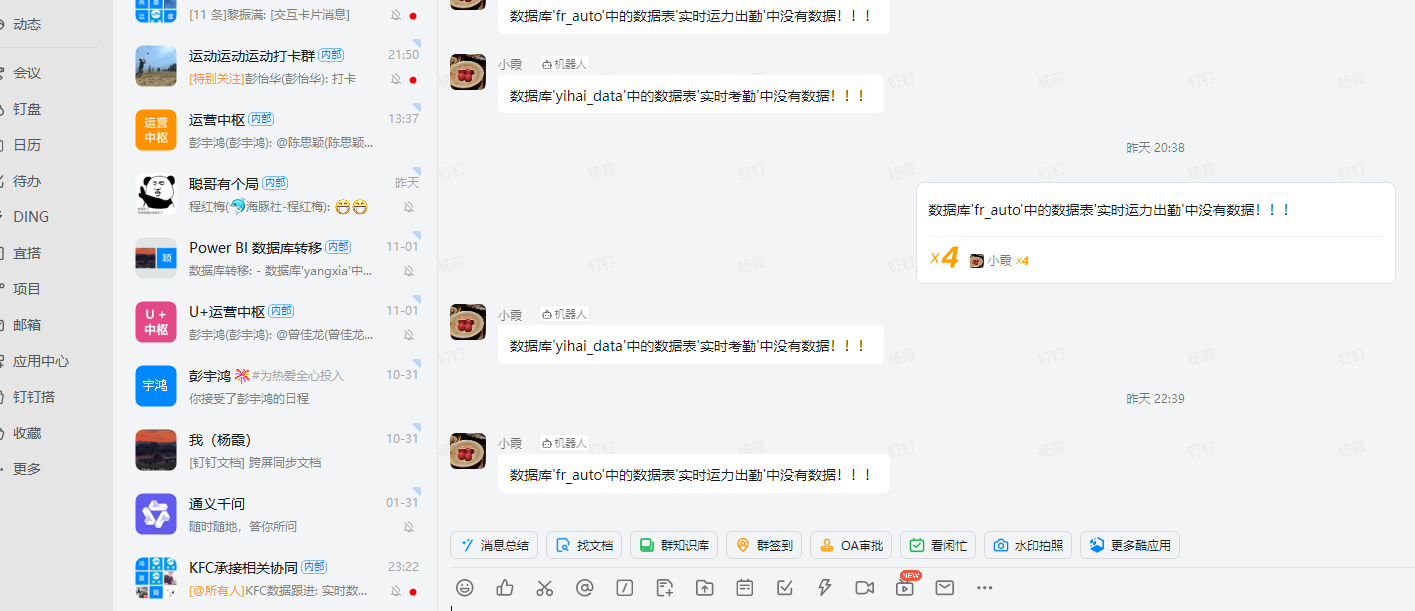 动态
会议
钉盘
日历
待办
DING
宜搭
项目
邮箱
应用中心
钉钉搭
收藏
更多
[11 条]黎振满: [交互卡片消息]
运动运动运动打卡群 内部 21:50
[特别关注]彭怡华(彭怡华): 打卡
运营中枢
运营中枢 内部 13:37
彭宇鸿(彭宇鸿): @陈思颖(陈思颖...
聪哥有个局 内部 昨天
程红梅(🐬海豚社-程红梅): 😁😁
颖
Power BI 数据库转移 内部 11-01
数据库转移: - 数据库'yangxia'中...
U + 中枢
U+运营中枢 内部 11-01
彭宇鸿(彭宇鸿): @曾佳龙(曾佳龙...
宇鸿
彭宇鸿 #为热爱全心投入 10-31
你接受了彭宇鸿的日程
我（杨霞） 10-31
[钉钉文档] 跨屏同步文档
通义千问 01-31
随时随地，答你所问
KFC承接相关协同 内部 23:22
[@所有人]KFC数据跟进: 实时数...
数据库'fr_auto'中的数据表'实时运力出勤'中没有数据！！！
小霞 机器人
数据库'yihai_data'中的数据表'实时考勤'中没有数据！！！
昨天 20:38
数据库'fr_auto'中的数据表'实时运力出勤'中没有数据！！！
x4 小霞 x4
小霞 机器人
数据库'yihai_data'中的数据表'实时考勤'中没有数据！！！
昨天 22:39
小霞 机器人
数据库'fr_auto'中的数据表'实时运力出勤'中没有数据！！！
消息总结 找文档 群知识库 群签到 OA审批 看闲忙 水印拍照 更多酷应用
NEW